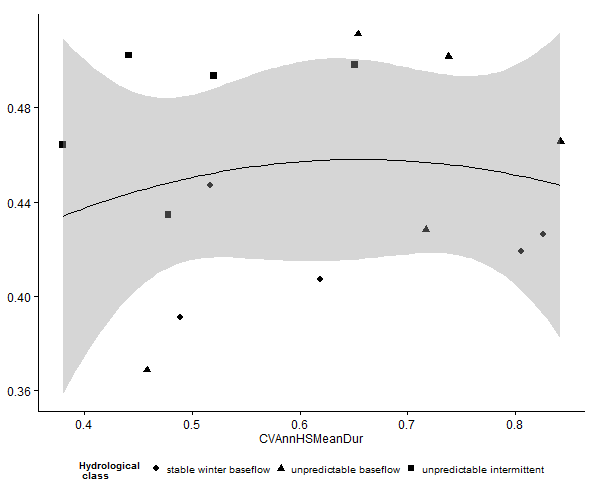 0.48
0.44
0.40
0.36
0.4 0.5 0.6 0.7 0.8
CVAnnHSMeanDur
Hydrological
class
stable winter baseflow unpredictable baseflow unpredictable intermittent